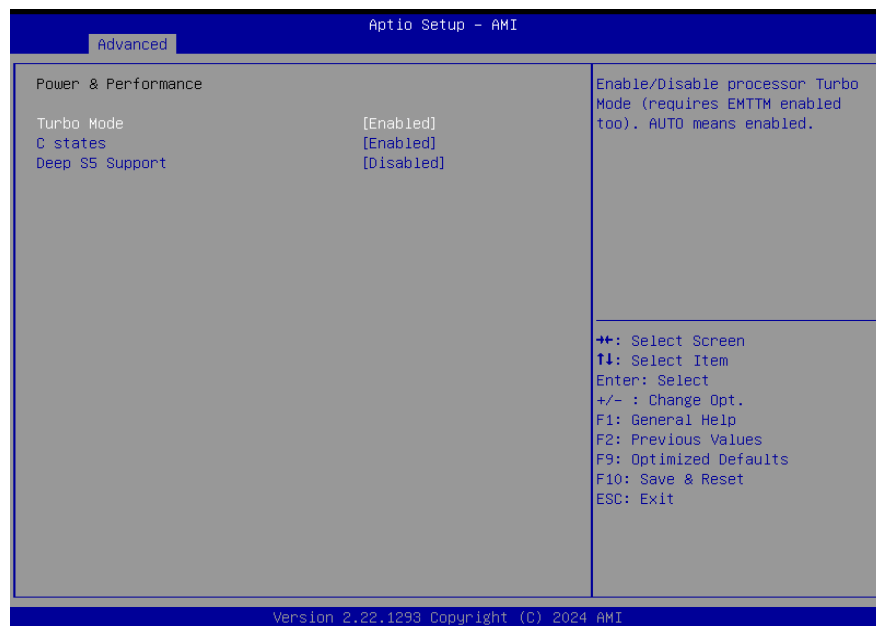 Aptio Setup – AMI
Advanced
Power & Performance
Turbo Mode [Enabled]
C states [Enabled]
Deep S5 Support [Disabled]
Enable/Disable processor Turbo
Mode (requires EMTTM enabled
too). AUTO means enabled.
→←: Select Screen
↑↓: Select Item
Enter: Select
+/- : Change Opt.
F1: General Help
F2: Previous Values
F9: Optimized Defaults
F10: Save & Reset
ESC: Exit
Version 2.22.1293 Copyright (C) 2024 AMI